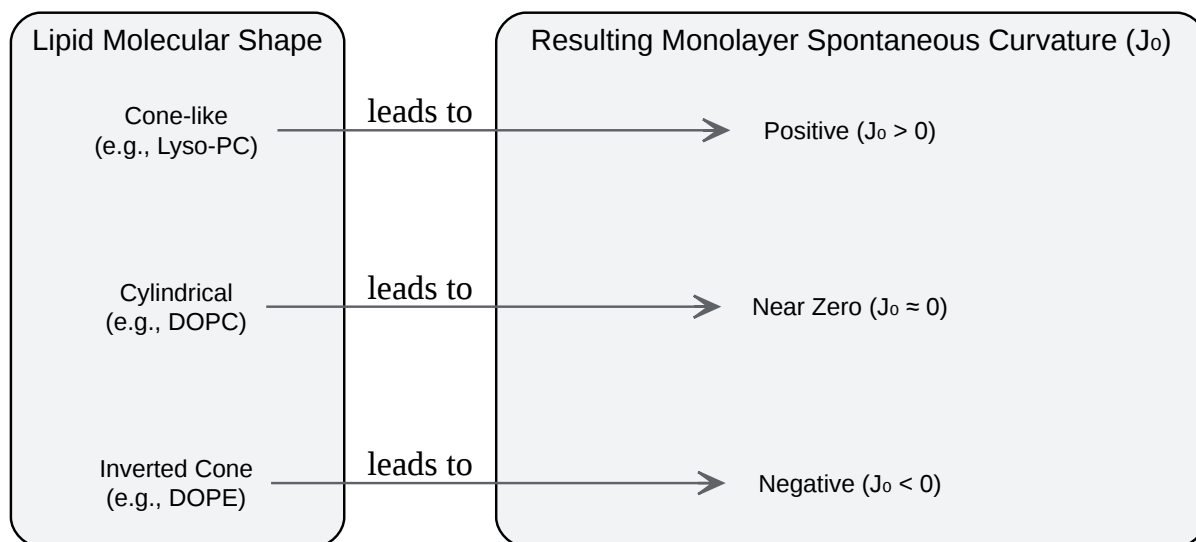 Lipid Molecular Shape
Resulting Monolayer Spontaneous Curvature (J₀)
Cone-like
(e.g., Lyso-PC)
leads to
Positive (J₀ > 0)
Cylindrical
(e.g., DOPC)
leads to
Near Zero (J₀ ≈ 0)
Inverted Cone
(e.g., DOPE)
leads to
Negative (J₀ < 0)